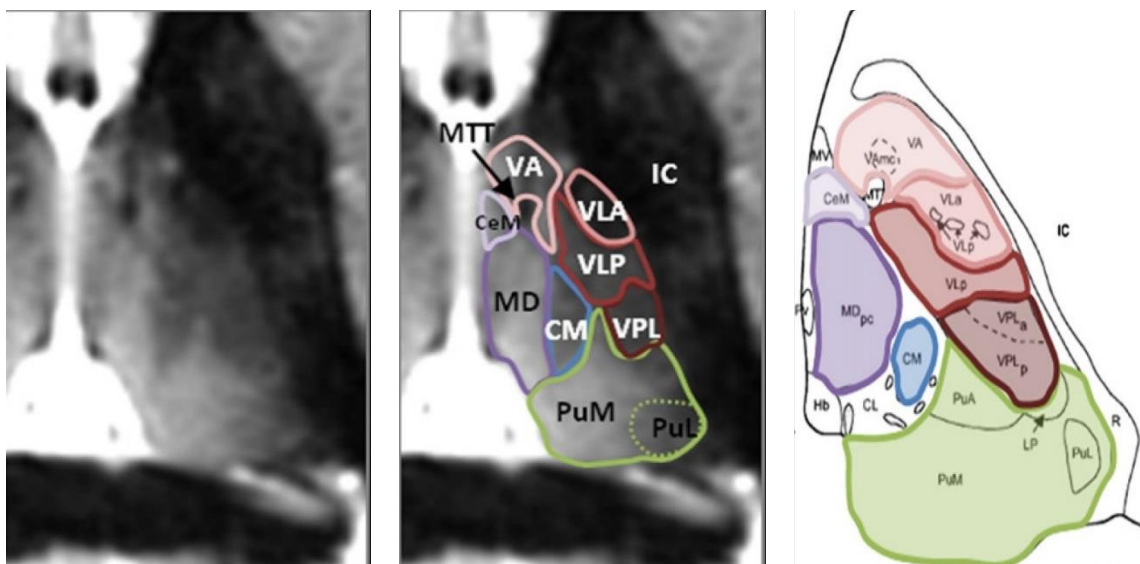 MTT
VA
IC
CeM
VLA
VLP
MD
CM
VPL
PuM
PuL
VA
MV
VAmc
MT
CeM
VLa
VLp
IC
VLp
MDpc
Pv
VPLa
CM
VPLp
PuA
Hb
CL
R
LP
PuL
PuM